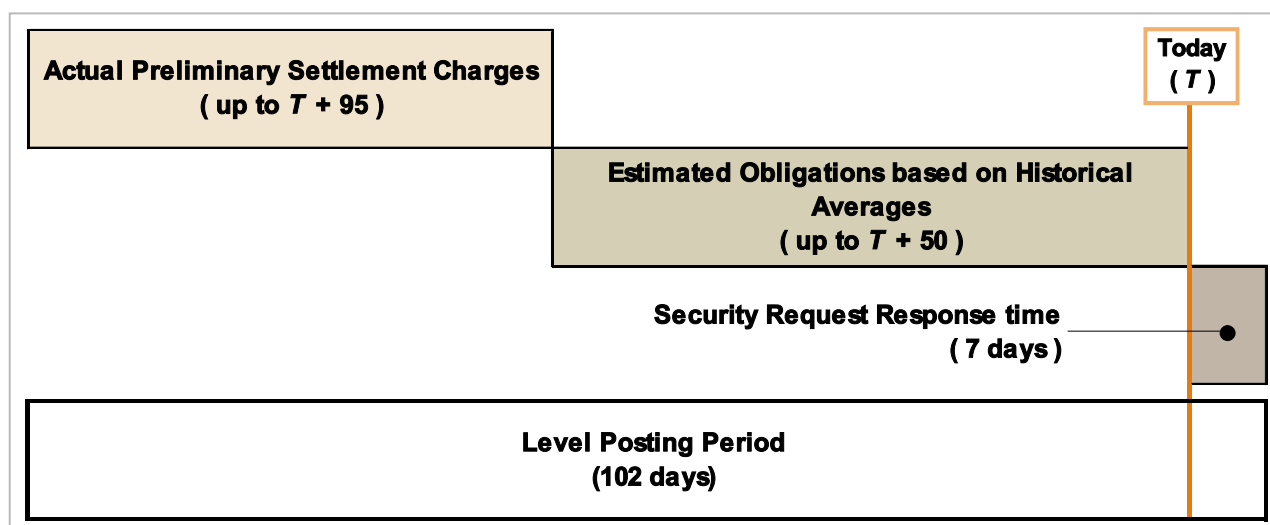 Actual Preliminary Settlement Charges
( up to T + 95 )
Today
( T )
Estimated Obligations based on Historical
Averages
( up to T + 50 )
Security Request Response time
( 7 days )
Level Posting Period
(102 days)